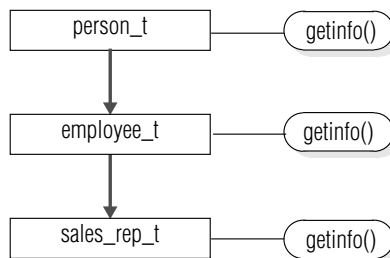 person_t getinfo()
employee_t getinfo()
sales_rep_t getinfo()